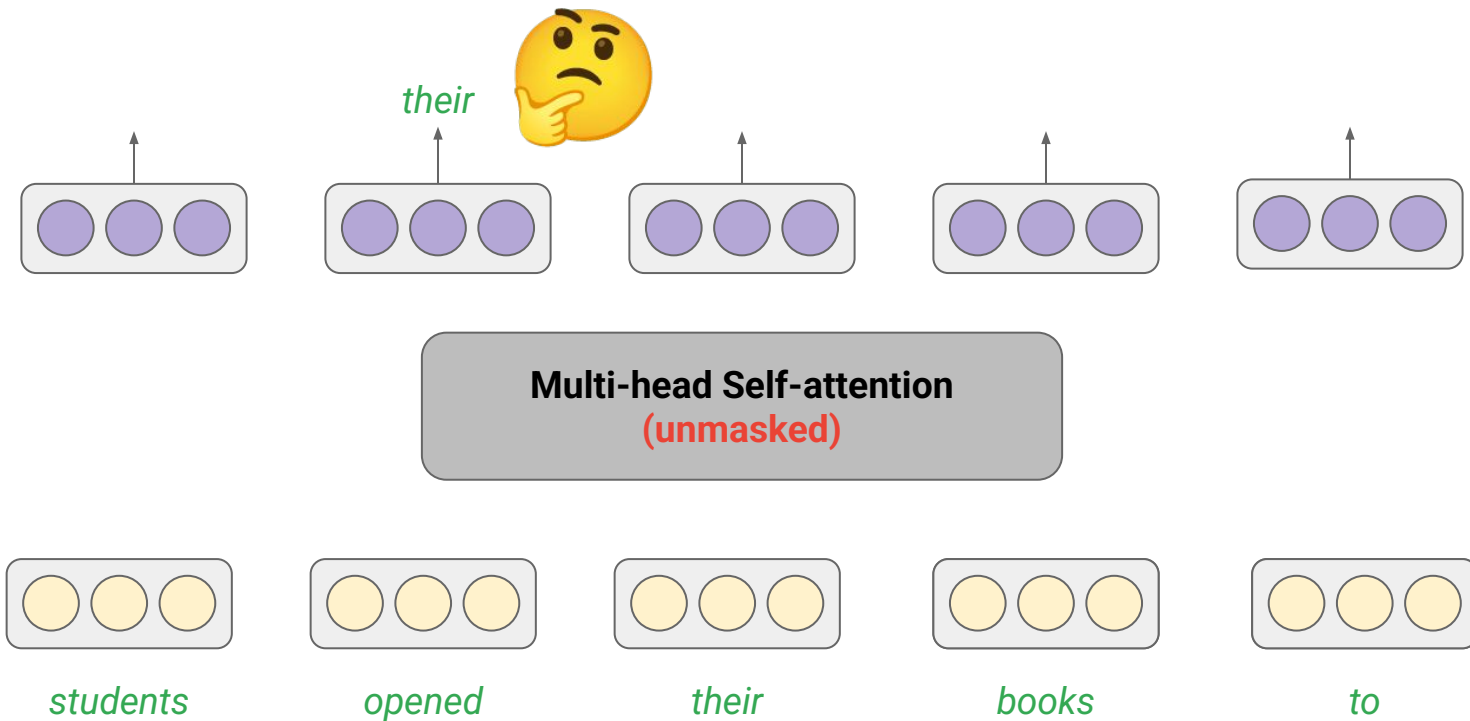 their
Multi-head Self-attention
(unmasked)
students opened their books to